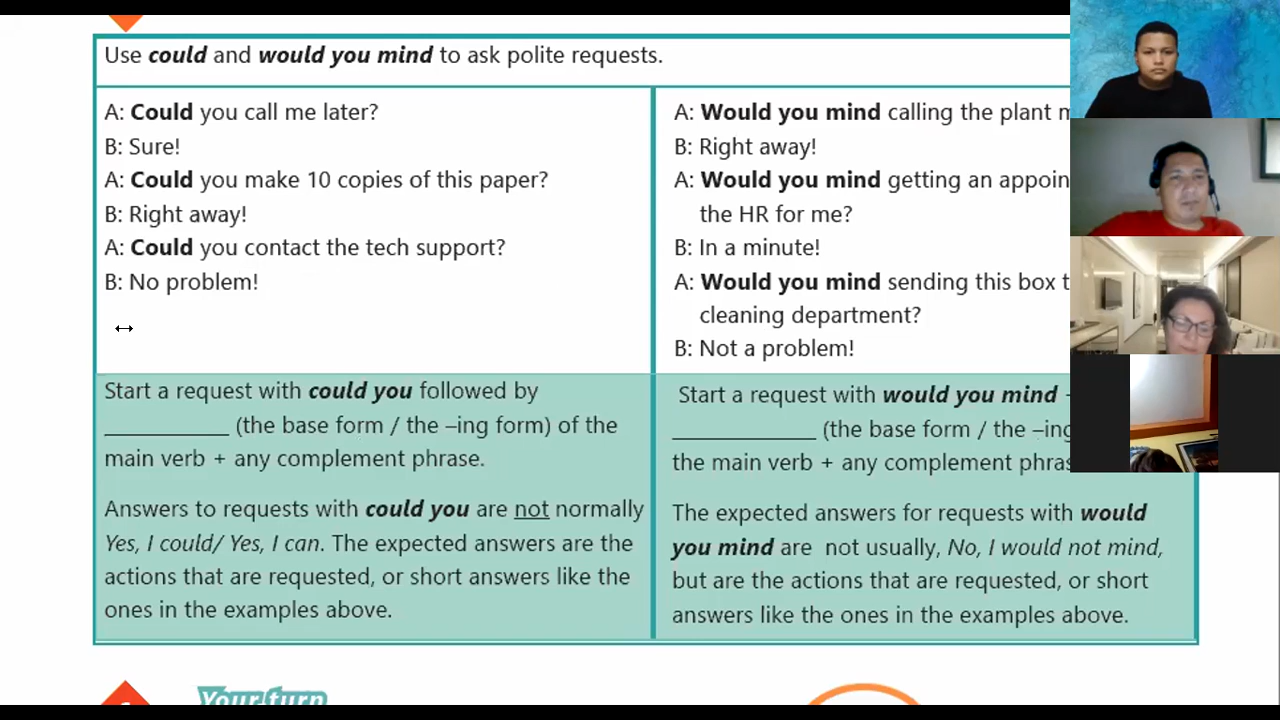 Use could and would you mind to ask polite requests.
A: Could you call me later?
B: Sure!
A: Could you make 10 copies of this paper?
B: Right away!
A: Could you contact the tech support?
B: No problem!
A: Would you mind calling the plant
B: Right away!
A: Would you mind getting an
the HR for me?
B: In a minute!
A: Would you mind sending this box
cleaning department?
B: Not a problem!
Start a request with could you followed by
____________ (the base form / the –ing form) of the
main verb + any complement phrase.
Answers to requests with could you are not normally
Yes, I could/ Yes, I can. The expected answers are the
actions that are requested, or short answers like the
ones in the examples above.
Start a request with would you mind
______________ (the base form / the –ing
the main verb + any complement
The expected answers for requests with would
you mind are not usually, No, I would not mind,
but are the actions that are requested, or short
answers like the ones in the examples above.
Your turn